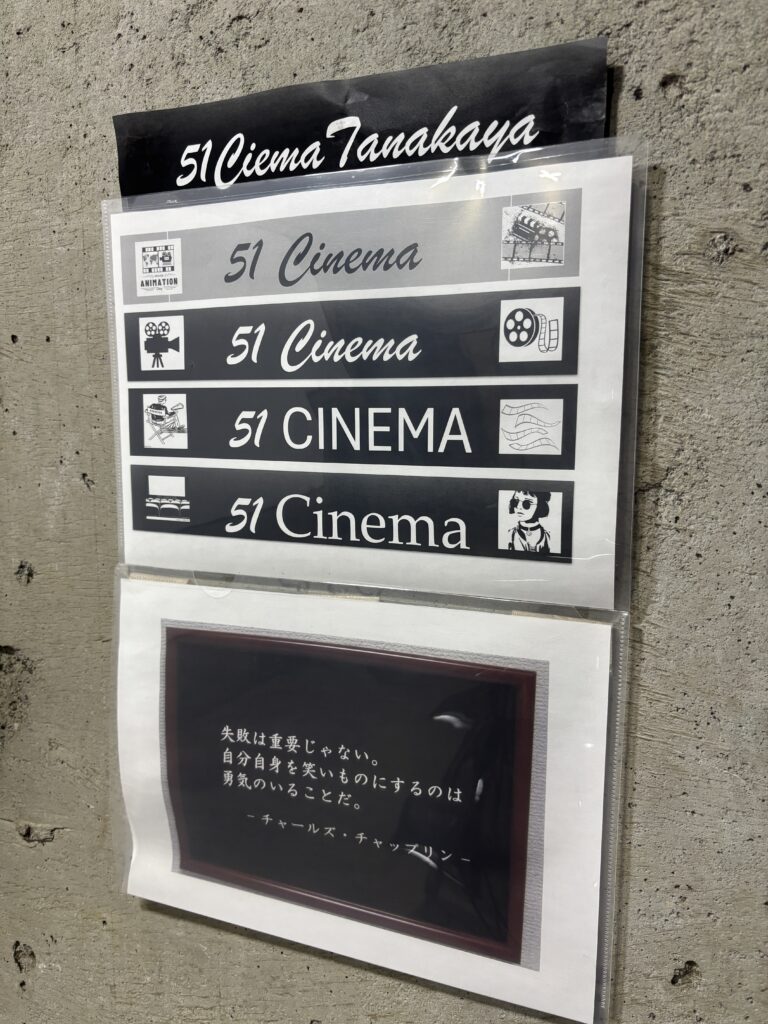 51 Ciema Tanakaya
51 Cinema
ANIMATION
51 Cinema
51 CINEMA
51 Cinema
失敗は重要じゃない。
自分自身を笑いものにするのは
勇気のいることだ。
– チャールズ・チャップリン –